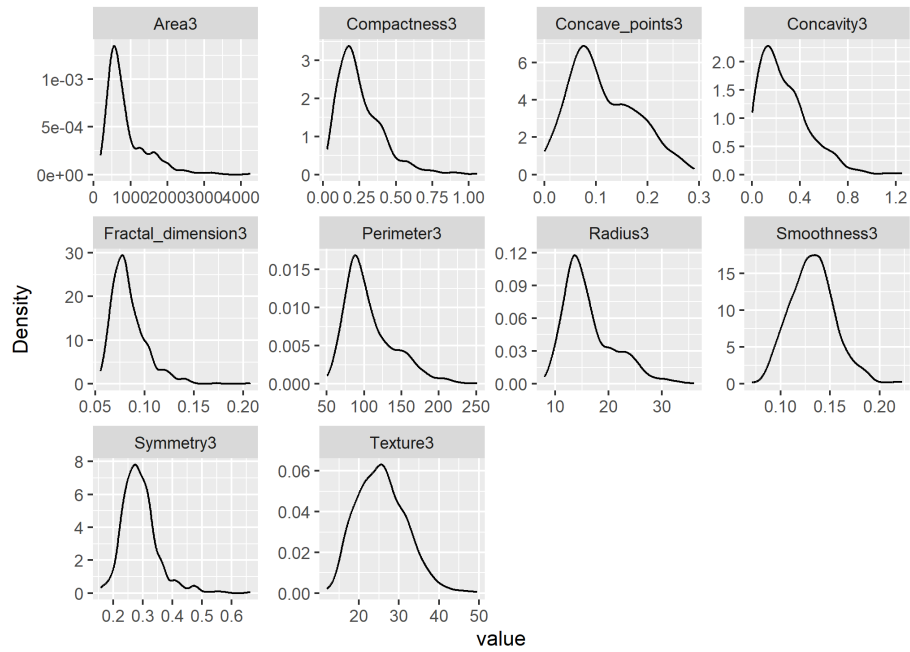 Area3 Compactness3 Concave_points3 Concavity3
1e-03
5e-04
0e+00
0 1000 2000 3000 4000
3
2
1
0
0.00 0.25 0.50 0.75 1.00
6
4
2
0
0.0 0.1 0.2 0.3
2.0
1.5
1.0
0.5
0.0
0.0 0.4 0.8 1.2
Fractal_dimension3 Perimeter3 Radius3 Smoothness3
30
20
10
0
0.05 0.10 0.15 0.20
0.015
0.010
0.005
0.000
50 100 150 200 250
0.12
0.09
0.06
0.03
0.00
10 20 30
15
10
5
0
0.10 0.15 0.20
Symmetry3 Texture3
8
6
4
2
0
0.2 0.3 0.4 0.5 0.6
0.06
0.04
0.02
0.00
20 30 40 50
Density
value